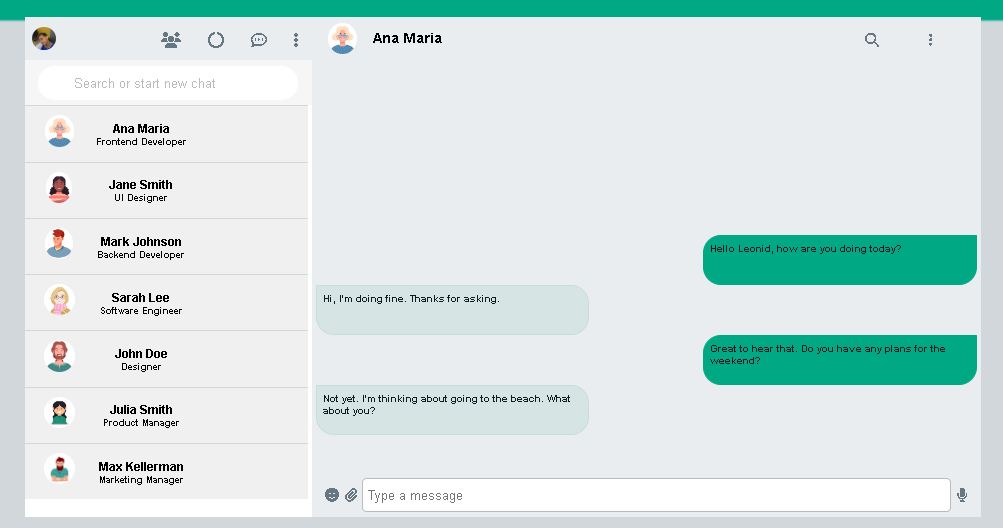 Ana Maria
Search or start new chat
Ana Maria
Frontend Developer
Jane Smith
UI Designer
Mark Johnson
Backend Developer
Sarah Lee
Software Engineer
John Doe
Designer
Julia Smith
Product Manager
Max Kellerman
Marketing Manager
Hello Leonid, how are you doing today?
Hi, I'm doing fine. Thanks for asking.
Great to hear that. Do you have any plans for the
weekend?
Not yet. I'm thinking about going to the beach. What
about you?
Type a message